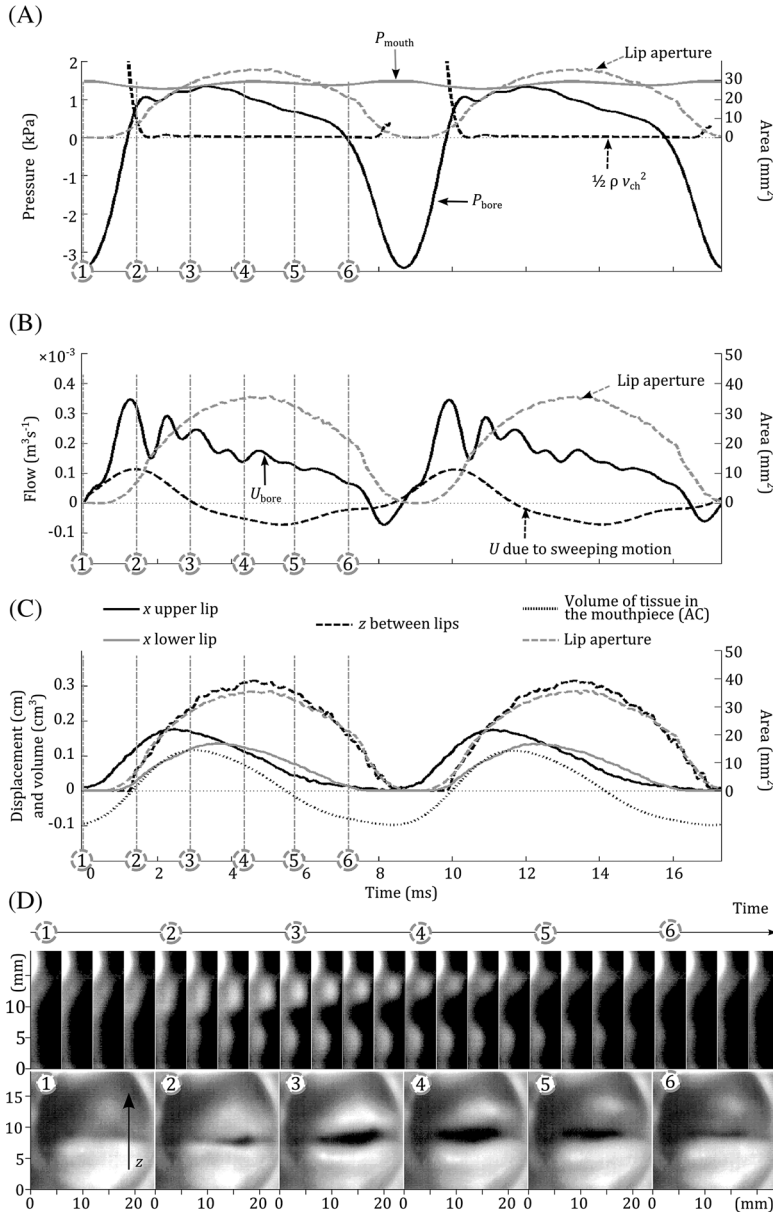 (A)
P_mouth
Lip aperture
2
1
0
-1
-2
-3
Pressure (kPa)
30
20
10
0
Area (mm²)
½ ρ v_ch²
P_bore
1 2 3 4 5 6
(B)
×10⁻³
0.4
0.3
0.2
0.1
0
-0.1
Flow (m³s⁻¹)
50
40
30
20
10
0
Area (mm²)
Lip aperture
U_bore
U due to sweeping motion
1 2 3 4 5 6
(C)
x upper lip
x lower lip
z between lips
Volume of tissue in
the mouthpiece (AC)
Lip aperture
0.3
0.2
0.1
0
-0.1
Displacement (cm)
and volume (cm³)
50
40
30
20
10
0
Area (mm²)
1 2 3 4 5 6
0 2 4 6 8 10 12 14 16
Time (ms)
(D)
Time
1 2 3 4 5 6
(mm)
10
5
0
1 2 3 4 5 6
15
10
5
0
z
0 10 20 0 10 20 0 10 20 0 10 20 0 10 20 0 10 (mm)